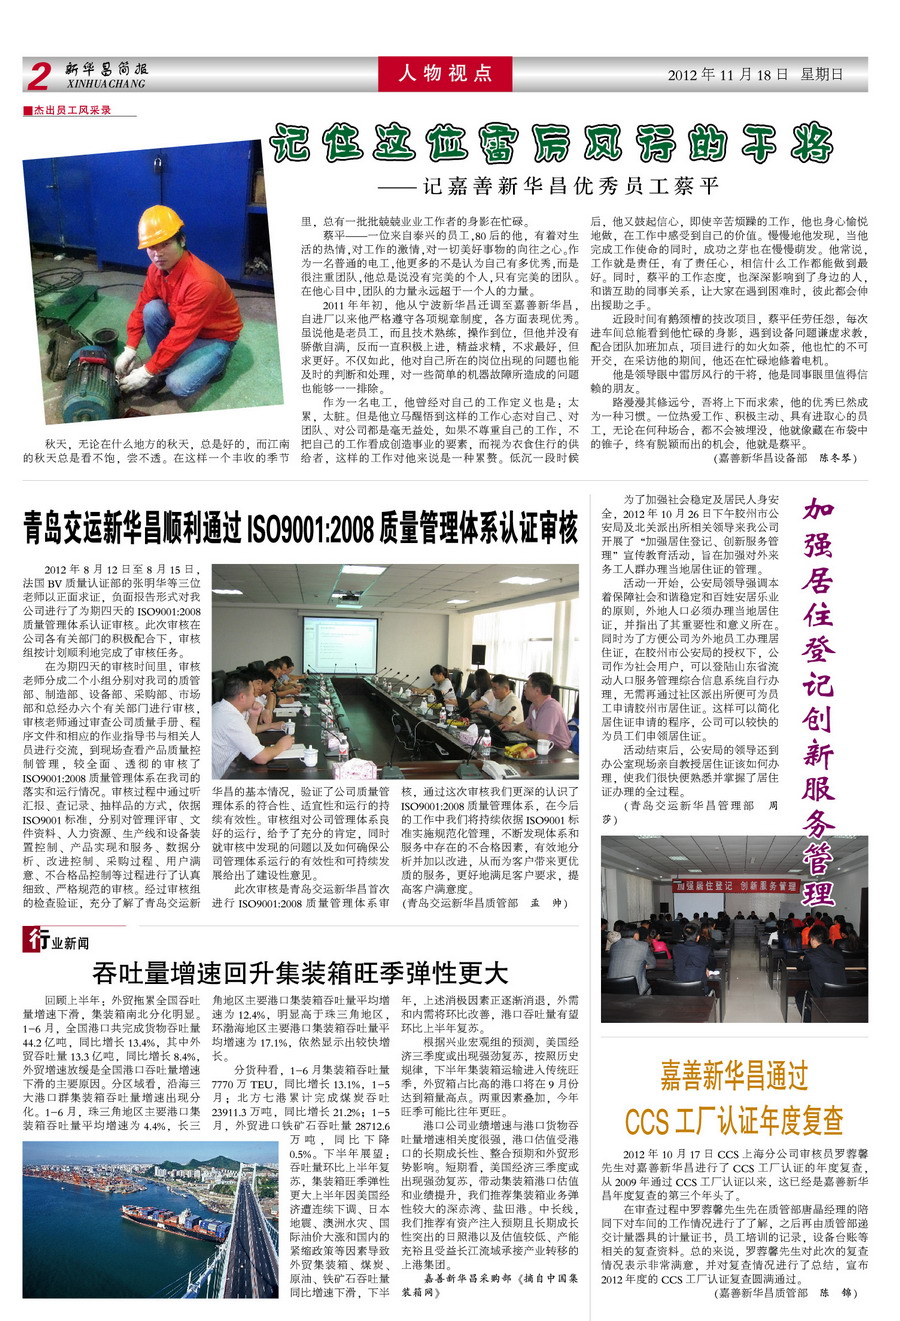 2
新华昌简报
XINHUACHANG
人物视点
2012 年 11 月 18 日 星期日
■杰出员工风采录
记住这位雷厉风行的干将
——记嘉善新华昌优秀员工蔡平
秋天，无论在什么地方的秋天，总是好的，而江南
的秋天总是看不饱，尝不透。在这样一个丰收的季节
里，总有一批批兢兢业业工作者的身影在忙碌。
蔡平——一位来自泰兴的员工,80 后的他，有着对生
活的热情,对工作的激情,对一切美好事物的向往之心。作
为一名普通的电工,他更多的不是认为自己有多优秀,而是
很注重团队,他总是说没有完美的个人,只有完美的团队。
在他心目中,团队的力量永远超于一个人的力量。
2011 年年初，他从宁波新华昌迁调至嘉善新华昌，
自进厂以来他严格遵守各项规章制度，各方面表现优秀。
虽说他是老员工，而且技术熟练，操作到位，但他并没有
骄傲自满，反而一直积极上进，精益求精，不求最好，但
求更好。不仅如此，他对自己所在的岗位出现的问题也能
及时的判断和处理，对一些简单的机器故障所造成的问题
也能够一一排除。
作为一名电工，他曾经对自己的工作定义也是：太
累，太脏。但是他立马醒悟到这样的工作心态对自己、对
团队、对公司都是毫无益处，如果不尊重自己的工作，不
把自己的工作看成创造事业的要素，而视为衣食住行的供
给者，这样的工作对他来说是一种累赘。低沉一段时候
后，他又鼓起信心，即使辛苦烦躁的工作，他也身心愉悦
地做，在工作中感受到自己的价值。慢慢地他发现，当他
完成工作使命的同时，成功之芽也在慢慢萌发。他常说，
工作就是责任，有了责任心，相信什么工作都能做到最
好。同时，蔡平的工作态度，也深深影响到了身边的人，
和谐互助的同事关系，让大家在遇到困难时，彼此都会伸
出援助之手。
近段时间有鹅颈槽的技改项目，蔡平任劳任怨，每次
进车间总能看到他忙碌的身影，遇到设备问题谦虚求教，
配合团队加班加点，项目进行的如火如荼，他也忙的不可
开交，在采访他的期间，他还在忙碌地修着电机。
他是领导眼中雷厉风行的干将，他是同事眼里值得信
赖的朋友。
路漫漫其修远兮，吾将上下而求索，他的优秀已然成
为一种习惯。一位热爱工作、积极主动、具有进取心的员
工，无论在何种场合，都不会被埋没，他就像藏在布袋中
的锥子，终有脱颖而出的机会，他就是蔡平。
(嘉善新华昌设备部 陈冬琴)
青岛交运新华昌顺利通过 ISO9001:2008 质量管理体系认证审核
2012 年 8 月 12 日至 8 月 15 日，
法国 BV 质量认证部的张明华等三位
老师以正面求证，负面报告形式对我
公司进行了为期四天的 ISO9001:2008
质量管理体系认证审核。此次审核在
公司各有关部门的积极配合下，审核
组按计划顺利地完成了审核任务。
在为期四天的审核时间里，审核
老师分成二个小组分别对我司的质管
部、制造部、设备部、采购部、市场
部和总经办六个有关部门进行审核，
审核老师通过审查公司质量手册、程
序文件和相应的作业指导书与相关人
员进行交流，到现场查看产品质量控
制管理，较全面、透彻的审核了
ISO9001:2008 质量管理体系在我司的
落实和运行情况。审核过程中通过听
汇报、查记录、抽样品的方式，依据
ISO9001 标准，分别对管理评审、文
件资料、人力资源、生产线和设备装
置控制、产品实现和服务、数据分
析、改进控制、采购过程、用户满
意、不合格品控制等过程进行了认真
细致、严格规范的审核。经过审核组
的检查验证，充分了解了青岛交运新
华昌的基本情况，验证了公司质量管
理体系的符合性、适宜性和运行的持
续有效性。审核组对公司管理体系良
好的运行，给予了充分的肯定，同时
就审核中发现的问题以及如何确保公
司管理体系运行的有效性和可持续发
展给出了建设性意见。
此次审核是青岛交运新华昌首次
进行 ISO9001:2008 质量管理体系审
核，通过这次审核我们更深的认识了
ISO9001:2008 质量管理体系，在今后
的工作中我们将持续依据 ISO9001 标
准实施规范化管理，不断发现体系和
服务中存在的不合格因素，有效地分
析并加以改进，从而为客户带来更优
质的服务，更好地满足客户要求，提
高客户满意度。
(青岛交运新华昌质管部 孟 帅)
加强居住登记创新服务管理
为了加强社会稳定及居民人身安
全，2012 年 10 月 26 日下午胶州市公
安局及北关派出所相关领导来我公司
开展了“加强居住登记、创新服务管
理”宣传教育活动，旨在加强对外来
务工人群办理当地居住证的管理。
活动一开始，公安局领导强调本
着保障社会和谐稳定和百姓安居乐业
的原则，外地人口必须办理当地居住
证，并指出了其重要性和意义所在。
同时为了方便公司为外地员工办理居
住证，在胶州市公安局的授权下，公
司作为社会用户，可以登陆山东省流
动人口服务管理综合信息系统自行办
理，无需再通过社区派出所便可为员
工申请胶州市居住证。这样可以简化
居住证申请的程序，公司可以较快的
为员工们申领居住证。
活动结束后，公安局的领导还到
办公室现场亲自教授居住证该如何办
理，使我们很快便熟悉并掌握了居住
证办理的全过程。
(青岛交运新华昌管理部 周
莎)
加强居住登记 创新服务管理
行业新闻
吞吐量增速回升集装箱旺季弹性更大
回顾上半年：外贸拖累全国吞吐
量增速下滑，集装箱南北分化明显。
1-6 月，全国港口共完成货物吞吐量
44.2 亿吨，同比增长 13.4%，其中外
贸吞吐量 13.3 亿吨，同比增长 8.4%，
外贸增速放缓是全国港口吞吐量增速
下滑的主要原因。分区域看，沿海三
大港口群集装箱吞吐量增速出现分
化。1-6 月，珠三角地区主要港口集
装箱吞吐量平均增速为 4.4%，长三
角地区主要港口集装箱吞吐量平均增
速为 12.4%，明显高于珠三角地区，
环渤海地区主要港口集装箱吞吐量平
均增速为 17.1%，依然显示出较快增
长。
分货种看，1-6 月集装箱吞吐量
7770 万 TEU，同比增长 13.1%，1-5
月；北方七港累计完成煤炭吞吐
23911.3 万吨，同比增长 21.2%；1-5
月，外贸进口铁矿石吞吐量 28712.6
万吨，同比下降
0.5%。下半年展望：
吞吐量环比上半年复
苏，集装箱旺季弹性
更大上半年因美国经
济遭连续下调、日本
地震、澳洲水灾、国
际油价大涨和国内的
紧缩政策等因素导致
外贸集装箱、煤炭、
原油、铁矿石吞吐量
同比增速下滑，下半
年，上述消极因素正逐渐消退，外需
和内需将环比改善，港口吞吐量有望
环比上半年复苏。
根据兴业宏观组的预测，美国经
济三季度或出现强劲复苏，按照历史
规律，下半年集装箱运输进入传统旺
季，外贸箱占比高的港口将在 9 月份
达到箱量高点。两重因素叠加，今年
旺季可能比往年更旺。
港口公司业绩增速与港口货物吞
吐量增速相关度很强，港口估值受港
口的长期成长性、整合预期和外贸形
势影响。短期看，美国经济三季度或
出现强劲复苏，带动集装箱港口估值
和业绩提升，我们推荐集装箱业务弹
性较大的深赤湾、盐田港。中长线，
我们推荐有资产注入预期且长期成长
性突出的日照港以及估值较低、产能
充裕且受益长江流域承接产业转移的
上港集团。
嘉善新华昌采购部《摘自中国集
装箱网》
嘉善新华昌通过
CCS 工厂认证年度复查
2012 年 10 月 17 日 CCS 上海分公司审核员罗蓉馨
先生对嘉善新华昌进行了 CCS 工厂认证的年度复查，
从 2009 年通过 CCS 工厂认证以来，这已经是嘉善新华
昌年度复查的第三个年头了。
在审查过程中罗蓉馨先生先在质管部唐晶经理的陪
同下对车间的工作情况进行了了解，之后再由质管部递
交计量器具的计量证书，员工培训的记录，设备台账等
相关的复查资料。总的来说，罗蓉馨先生对此次的复查
情况表示非常满意，并对复查情况进行了总结，宣布
2012 年度的 CCS 工厂认证复查圆满通过。
(嘉善新华昌质管部 陈 锦)